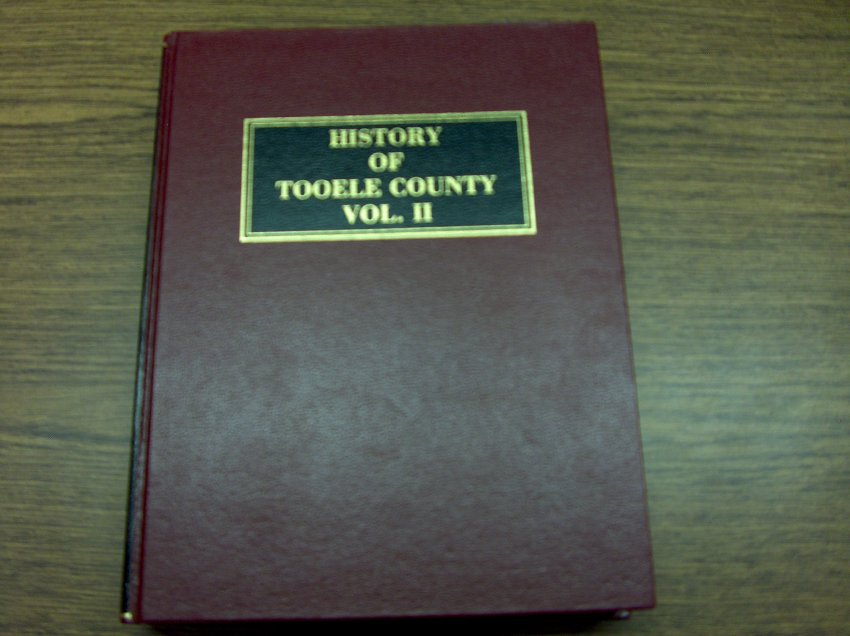 HISTORY
OF
TOOELE COUNTY
VOL. II